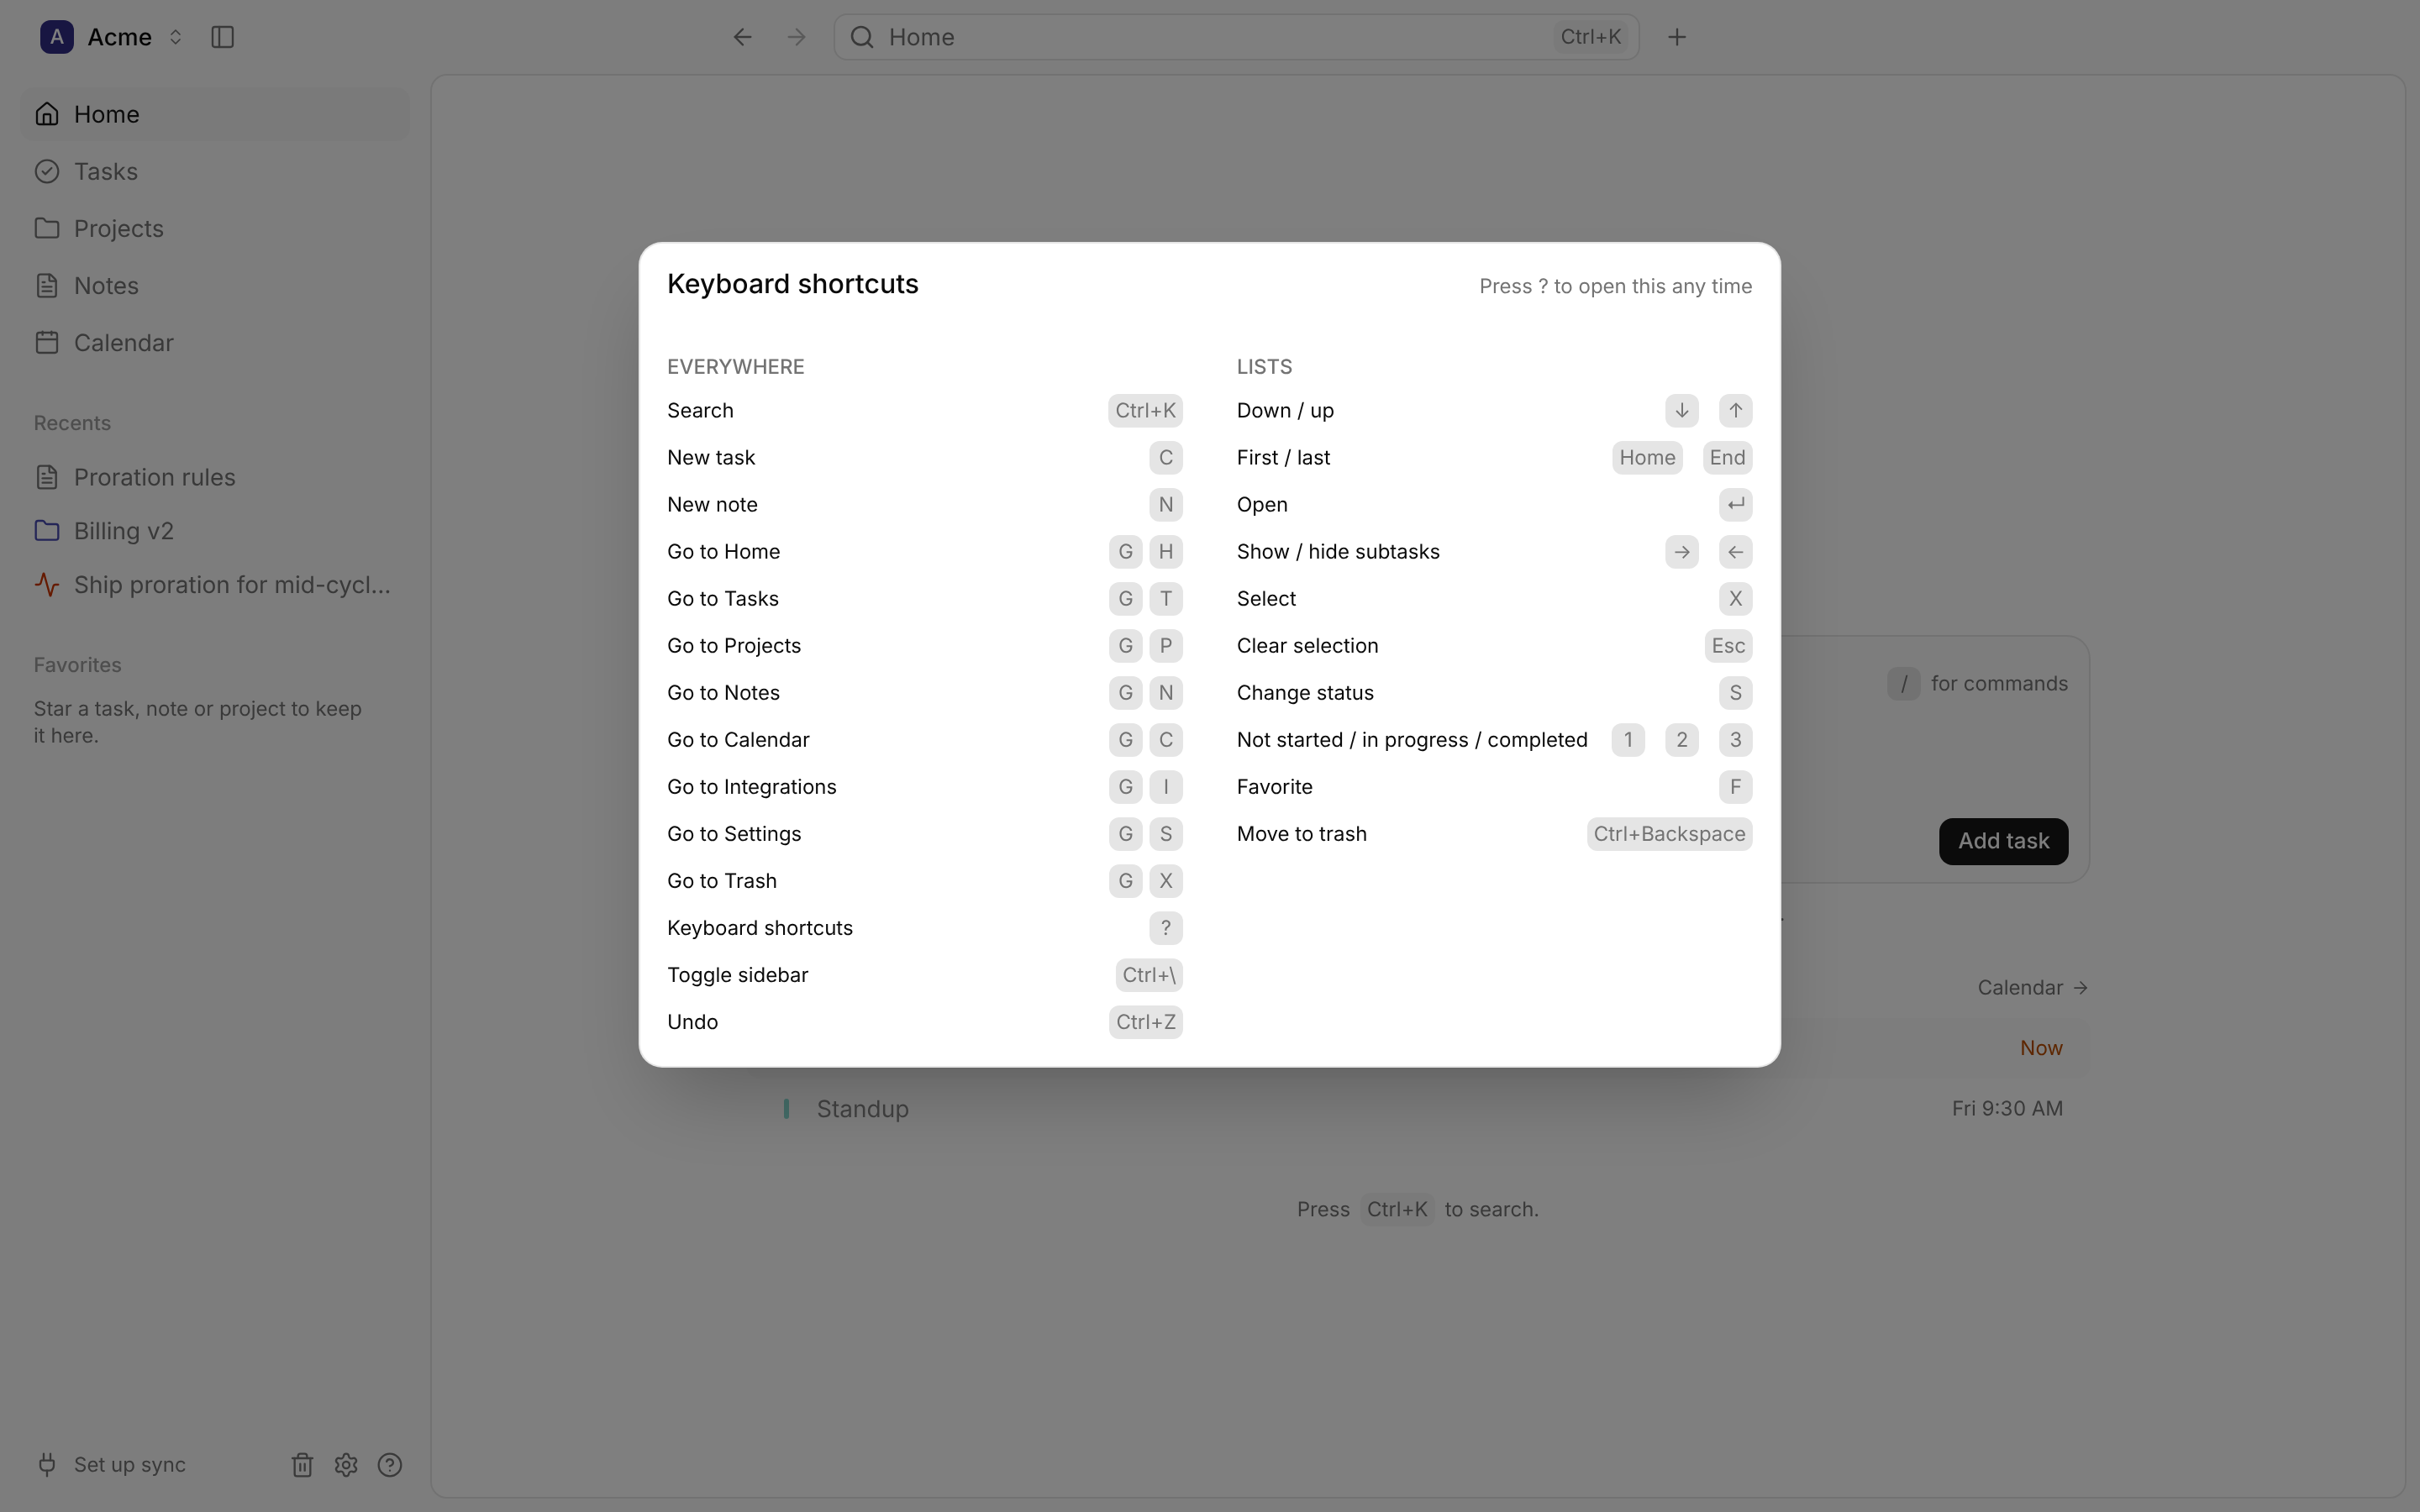 A Acme
Home Ctrl+K
Home
Tasks
Projects
Notes
Calendar
Recents
Proration rules
Billing v2
Ship proration for mid-cycl...
Favorites
Star a task, note or project to keep
it here.
Set up sync
Keyboard shortcuts Press ? to open this any time
EVERYWHERE
Search Ctrl+K
New task C
New note N
Go to Home G H
Go to Tasks G T
Go to Projects G P
Go to Notes G N
Go to Calendar G C
Go to Integrations G I
Go to Settings G S
Go to Trash G X
Keyboard shortcuts ?
Toggle sidebar Ctrl+\
Undo Ctrl+Z
LISTS
Down / up ↓ ↑
First / last Home End
Open ↵
Show / hide subtasks → ←
Select X
Clear selection Esc
Change status S
Not started / in progress / completed 1 2 3
Favorite F
Move to trash Ctrl+Backspace
/ for commands
Add task
Calendar →
Now
Standup Fri 9:30 AM
Press Ctrl+K to search.